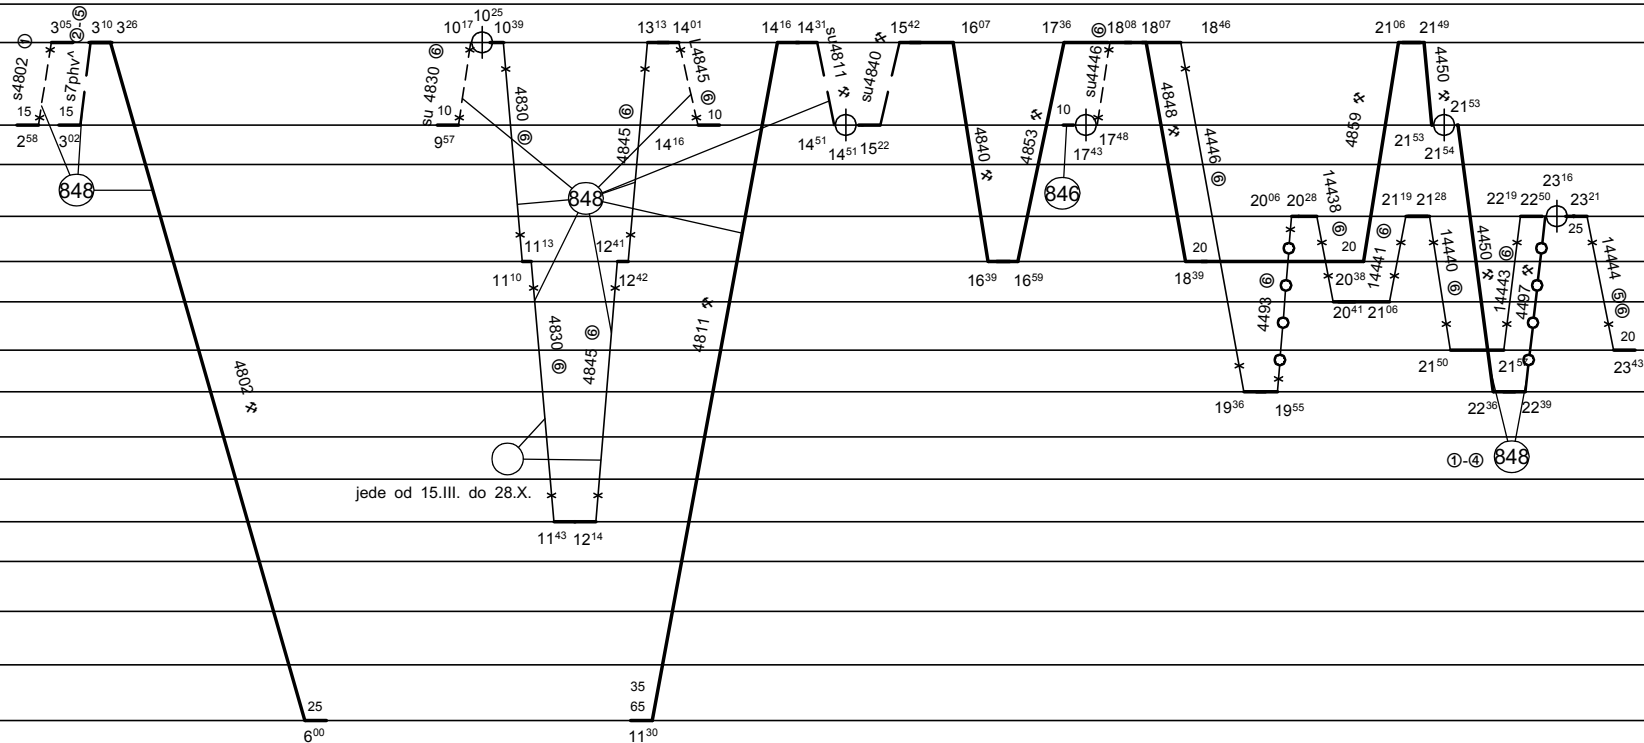 3⁰⁵ ②-⑤ 3¹⁰ 3²⁶ 10¹⁷ 10²⁵ 10³⁹ 13¹³ 14⁰¹ 14¹⁶ 14³¹ 15⁴² 16⁰⁷ 17³⁶ 18⁰⁸ 18⁰⁷ 18⁴⁶ 21⁰⁶ 21⁴⁹
s4802 ①
s7phv^
su 4830 ⑥
4830 ⑥
4845 ⑥
L4845 ⑥
su4811 ⚒
su4840 ⚒
4840 ⚒
4853 ⚒
su4446 ⑥
4848 ⚒
4446 ⑥
4859 ⚒
4450 ⚒
15 15 10 10 10 21⁵³
2⁵⁸ 3⁰² 9⁵⁷ 14¹⁶ 14⁵¹ 14⁵¹ 15²² 17⁴³ 17⁴⁸ 21⁵³ 21⁵⁴
848 848 846
20⁰⁶ 20²⁸ 21¹⁹ 21²⁸ 22¹⁹ 22⁵⁰ 23¹⁶ 23²¹
25
14438 ⑥
14441 ⑥
14440 ⑥
4450 ⚒
14443 ⑥
4497 ⚒
14444 ⑤⑥
11¹³ 12⁴¹ 20 20
11¹⁰ 12⁴² 16³⁹ 16⁵⁹ 18³⁹ 20³⁸
4493 ⑥
20⁴¹ 21⁰⁶
4830 ⑥
4845 ⑥
4811 ⚒
4802 ⚒
20
21⁵⁰ 21⁵⁷ 23⁴³
19³⁶ 19⁵⁵ 22³⁶ 22³⁹
①-④ 848
jede od 15.III. do 28.X.
11⁴³ 12¹⁴
35
25 65
6⁰⁰ 11³⁰